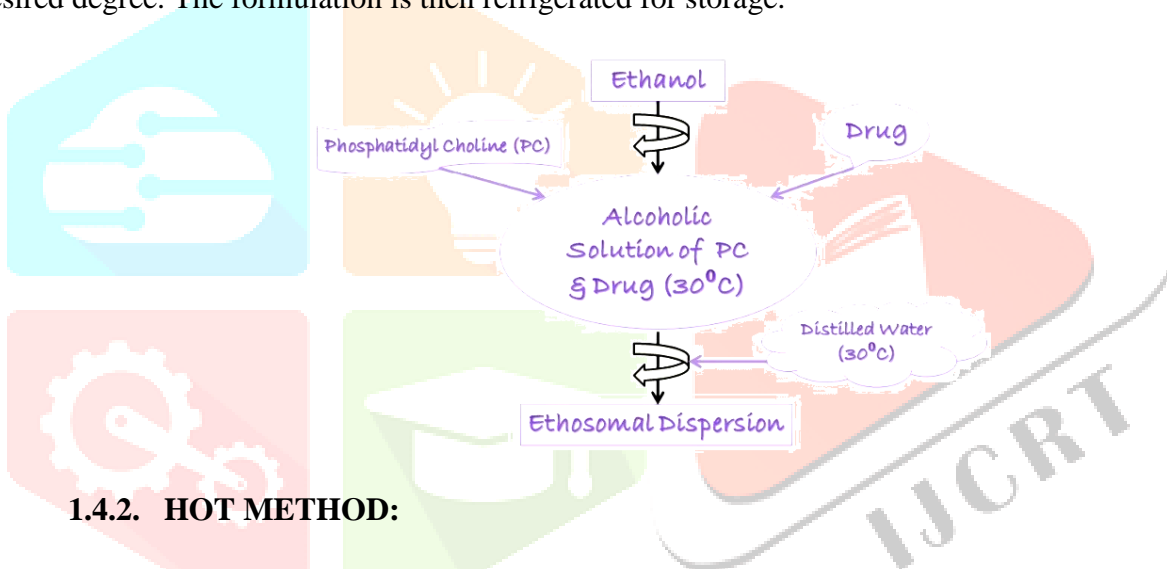 esired degree. The formulation is then refrigerated for storage.
Ethanol
Phosphatidyl Choline (PC)
Drug
Alcoholic
Solution of PC
& Drug (30⁰C)
Distilled Water
(30⁰C)
Ethosomal Dispersion
1.4.2. HOT METHOD:
IJCRT